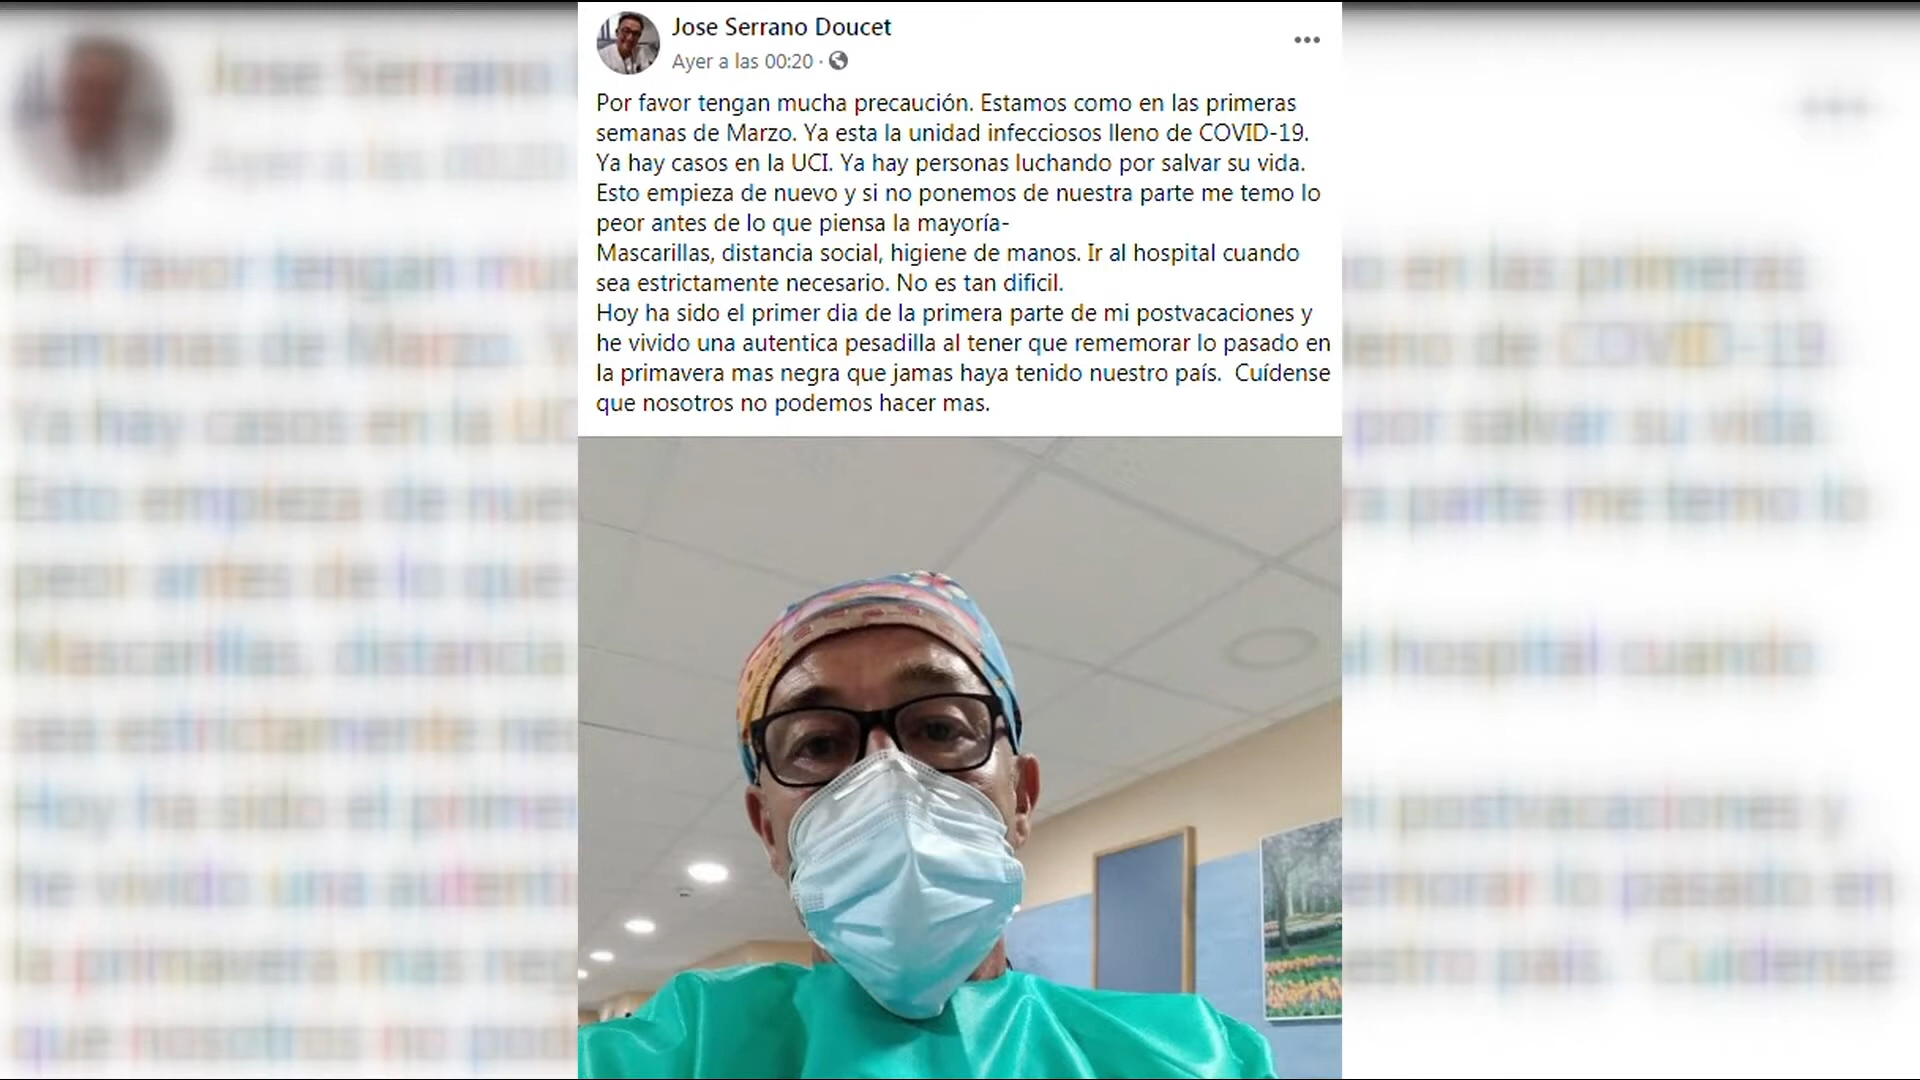 Jose Serrano Doucet
Ayer a las 00:20 ·
Por favor tengan mucha precaución. Estamos como en las primeras
semanas de Marzo. Ya esta la unidad infecciosos lleno de COVID-19.
Ya hay casos en la UCI. Ya hay personas luchando por salvar su vida.
Esto empieza de nuevo y si no ponemos de nuestra parte me temo lo
peor antes de lo que piensa la mayoría-
Mascarillas, distancia social, higiene de manos. Ir al hospital cuando
sea estrictamente necesario. No es tan dificil.
Hoy ha sido el primer dia de la primera parte de mi postvacaciones y
he vivido una autentica pesadilla al tener que rememorar lo pasado en
la primavera mas negra que jamas haya tenido nuestro país.  Cuídense
que nosotros no podemos hacer mas.